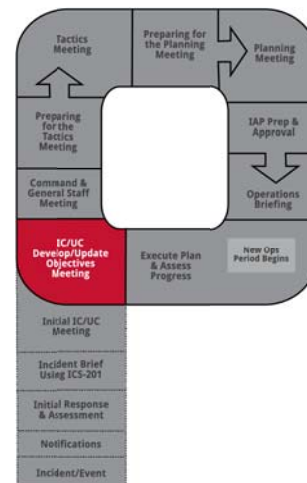 Tactics
Meeting
Preparing for
the Planning
Meeting
Planning
Meeting
Preparing
for the
Tactics
Meeting
IAP Prep &
Approval
Command &
General Staff
Meeting
Operations
Briefing
IC/UC
Develop/Update
Objectives
Meeting
Execute Plan
& Assess
Progress
New Ops
Period Begins
Initial IC/UC
Meeting
Incident Brief
Using ICS-201
Initial Response
& Assessment
Notifications
Incident/Event